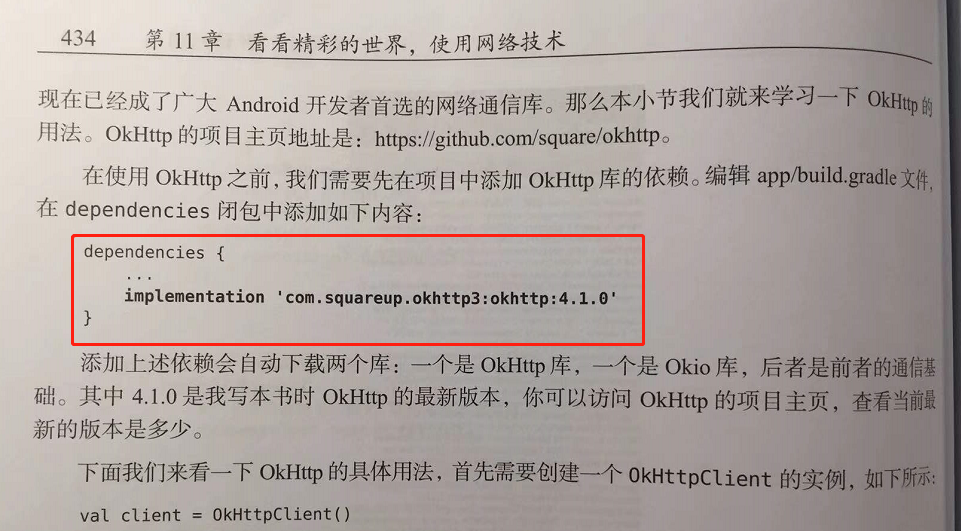 434 第 11 章 看看精彩的世界，使用网络技术
现在已经成了广大 Android 开发者首选的网络通信库。那么本小节我们就来学习一下 OkHttp 的
用法。OkHttp 的项目主页地址是：https://github.com/square/okhttp。
在使用 OkHttp 之前，我们需要先在项目中添加 OkHttp 库的依赖。编辑 app/build.gradle 文件，
在 dependencies 闭包中添加如下内容：
dependencies {
...
implementation 'com.squareup.okhttp3:okhttp:4.1.0'
}
添加上述依赖会自动下载两个库：一个是 OkHttp 库，一个是 Okio 库，后者是前者的通信基
础。其中 4.1.0 是我写本书时 OkHttp 的最新版本，你可以访问 OkHttp 的项目主页，查看当前最
新的版本是多少。
下面我们来看一下 OkHttp 的具体用法，首先需要创建一个 OkHttpClient 的实例，如下所示：
val client = OkHttpClient()